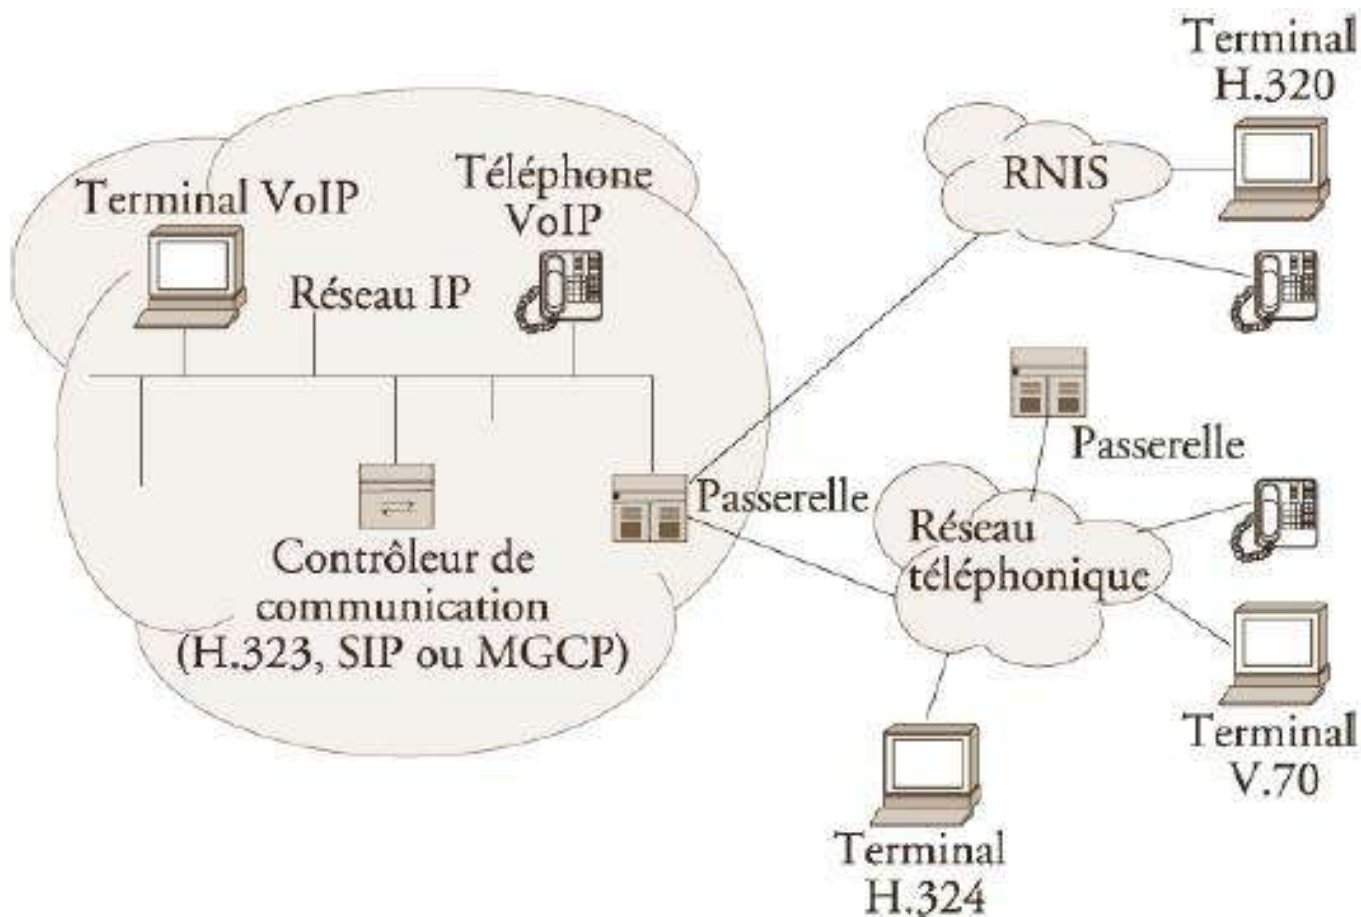 Terminal
H.320
RNIS
Téléphone
VoIP
Terminal VoIP
Réseau IP
Passerelle
Passerelle
Réseau
téléphonique
Contrôleur de
communication
(H.323, SIP ou MGCP)
Terminal
V.70
Terminal
H.324